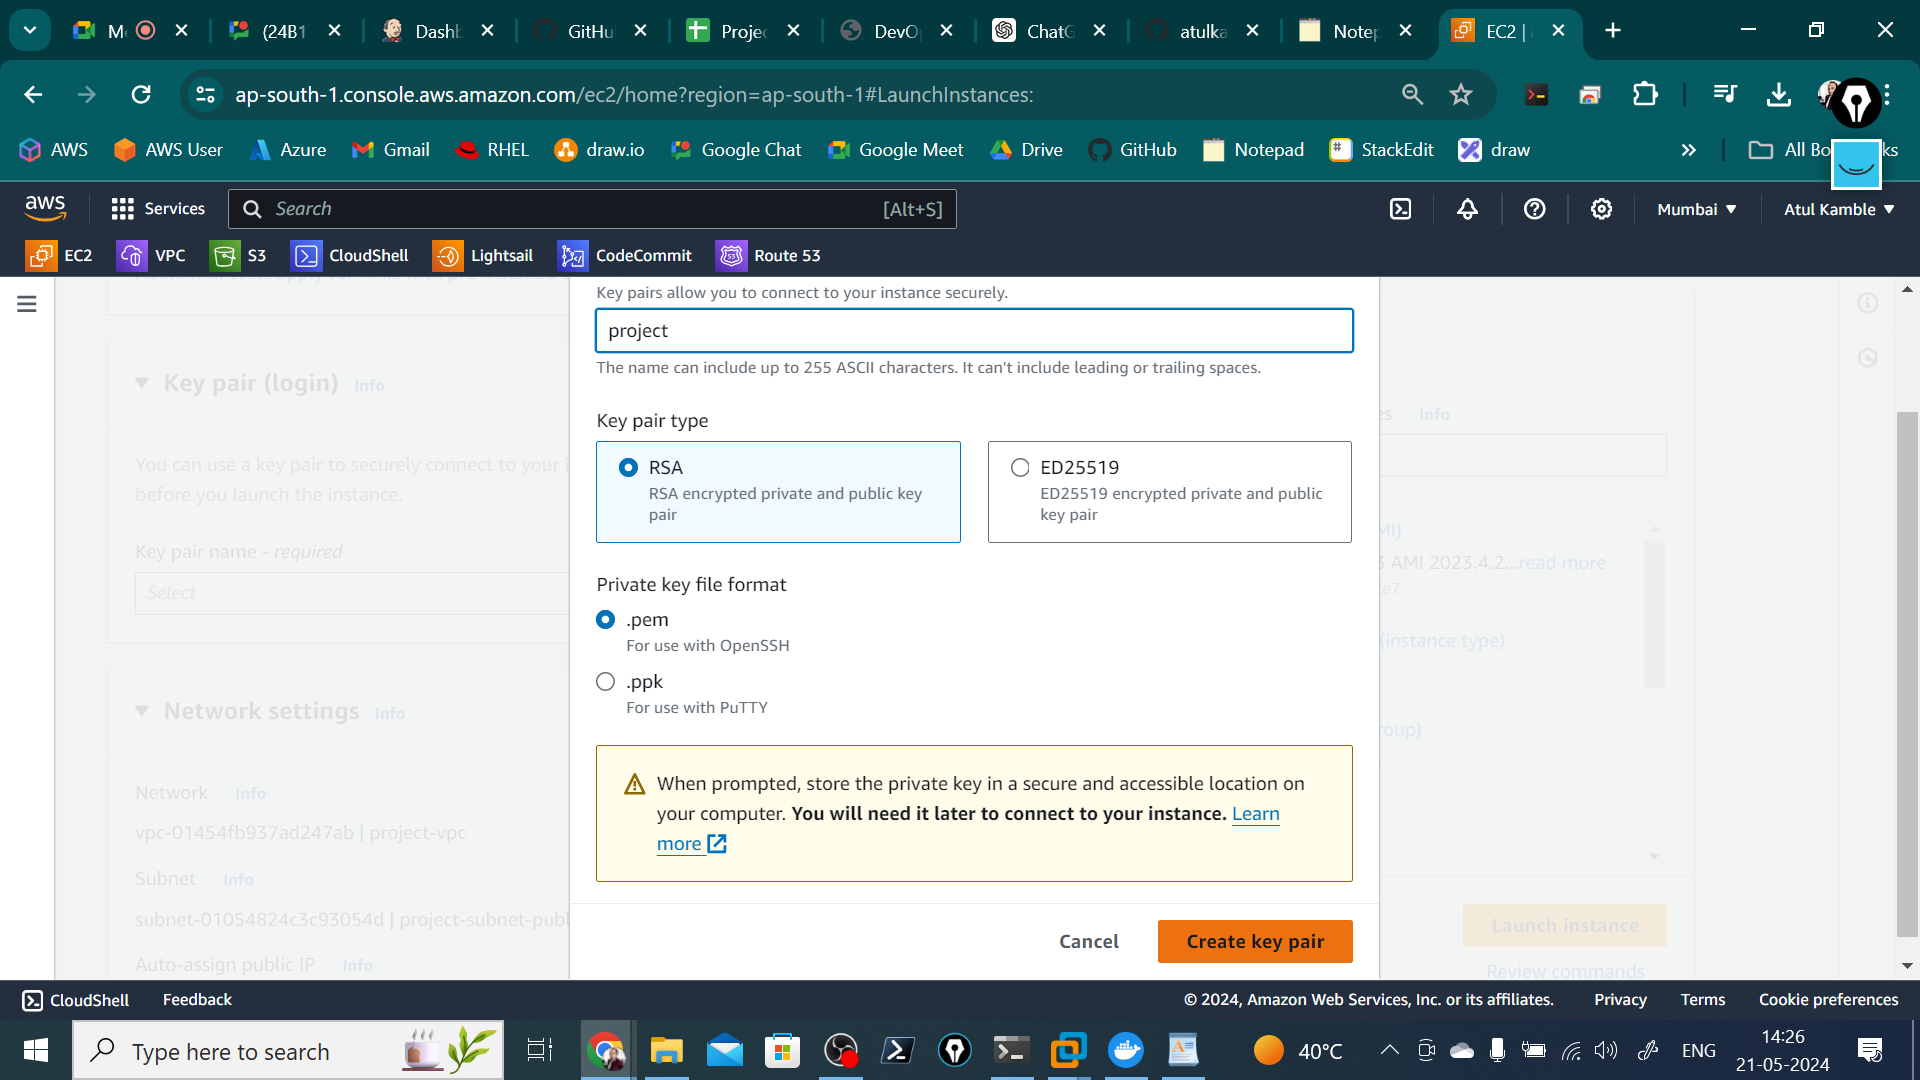 M
(24B1
Dashb
GitHu
Projec
DevO
ChatG
atulka
Notep
EC2 |
ap-south-1.console.aws.amazon.com/ec2/home?region=ap-south-1#LaunchInstances:
AWS
AWS User
Azure
Gmail
RHEL
draw.io
Google Chat
Google Meet
Drive
GitHub
Notepad
StackEdit
draw
All Bo
ks
aws
Services
Search
[Alt+S]
Mumbai
Atul Kamble
EC2
VPC
S3
CloudShell
Lightsail
CodeCommit
Route 53
Key pairs allow you to connect to your instance securely.
project
The name can include up to 255 ASCII characters. It can't include leading or trailing spaces.
Key pair type
RSA
RSA encrypted private and public key
pair
ED25519
ED25519 encrypted private and public
key pair
Private key file format
.pem
For use with OpenSSH
.ppk
For use with PuTTY
When prompted, store the private key in a secure and accessible location on
your computer. You will need it later to connect to your instance. Learn
more
Cancel
Create key pair
Key pair (login)
Info
You can use a key pair to securely connect to your i
before you launch the instance.
Key pair name - required
Select
Network settings
Info
Network
Info
vpc-01454fb937ad247ab | project-vpc
Subnet
Info
subnet-01054824c3c93054d | project-subnet-publ
Auto-assign public IP
Info
es
Info
MI)
3 AMI 2023.4.2...read more
e7
(instance type)
roup)
Launch instance
Review commands
CloudShell
Feedback
© 2024, Amazon Web Services, Inc. or its affiliates.
Privacy
Terms
Cookie preferences
Type here to search
40°C
ENG
14:26
21-05-2024